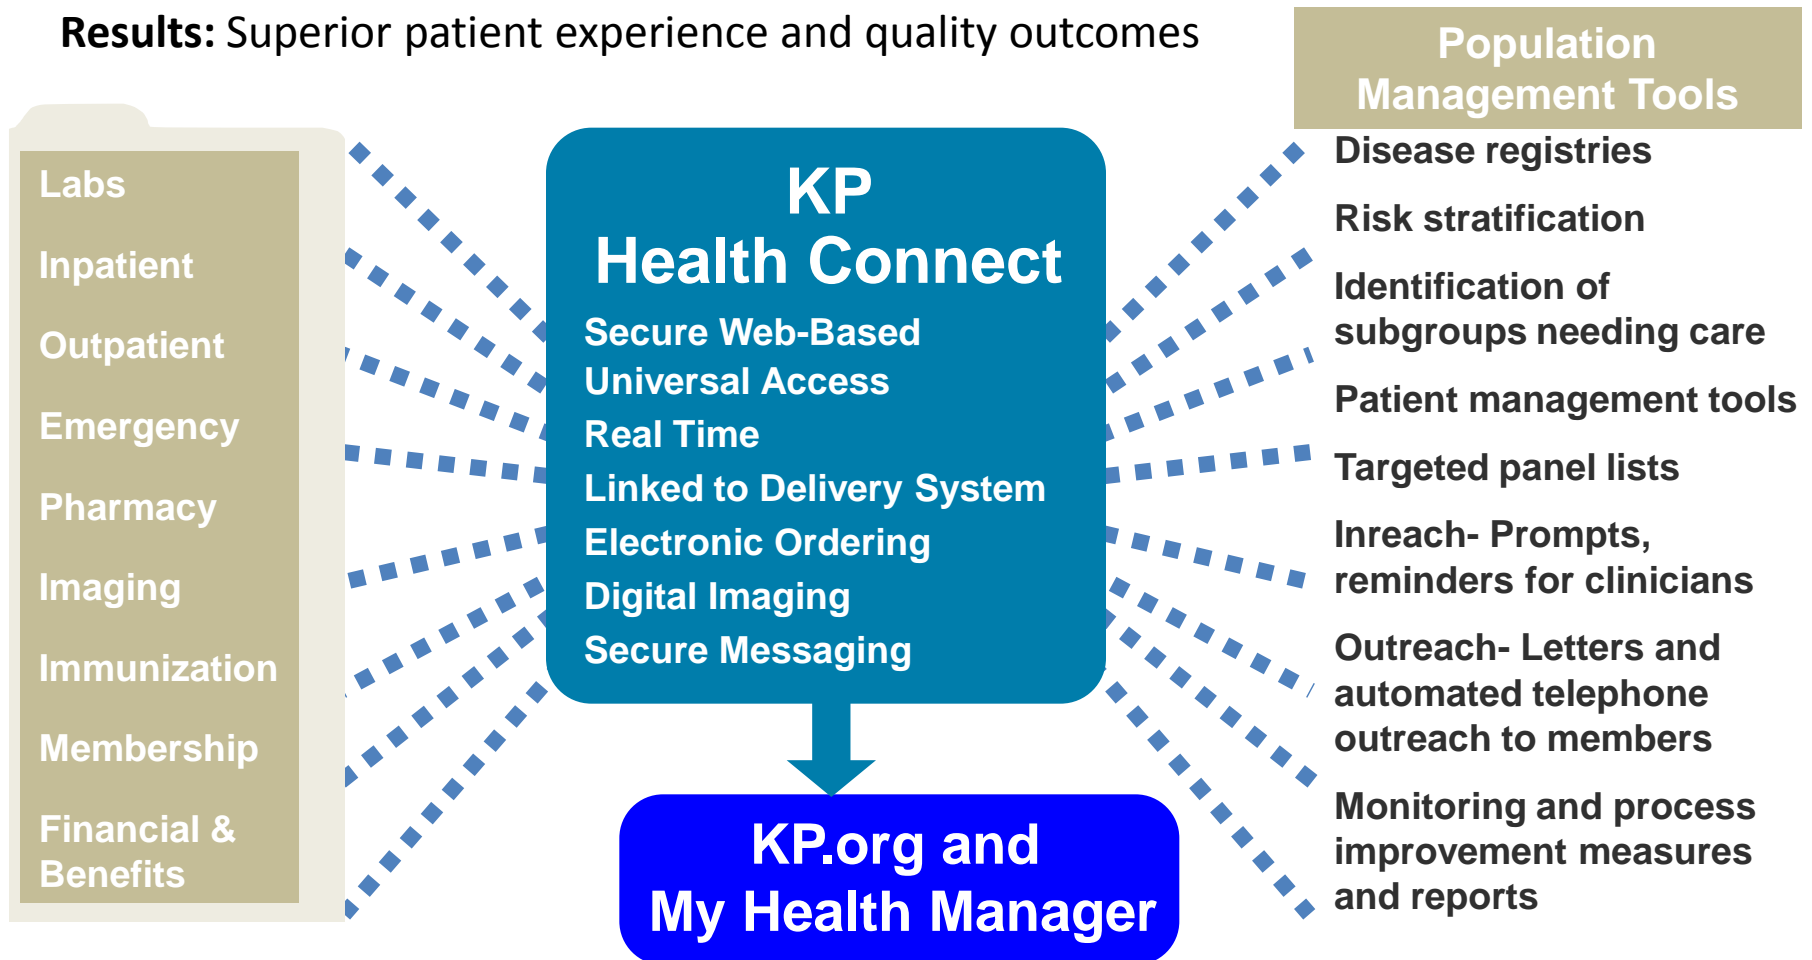 Results: Superior patient experience and quality outcomes
Labs
Inpatient
Outpatient
Emergency
Pharmacy
Imaging
Immunization
Membership
Financial &
Benefits
KP
Health Connect
Secure Web-Based
Universal Access
Real Time
Linked to Delivery System
Electronic Ordering
Digital Imaging
Secure Messaging
KP.org and
My Health Manager
Population
Management Tools
Disease registries
Risk stratification
Identification of
subgroups needing care
Patient management tools
Targeted panel lists
Inreach- Prompts,
reminders for clinicians
Outreach- Letters and
automated telephone
outreach to members
Monitoring and process
improvement measures
and reports